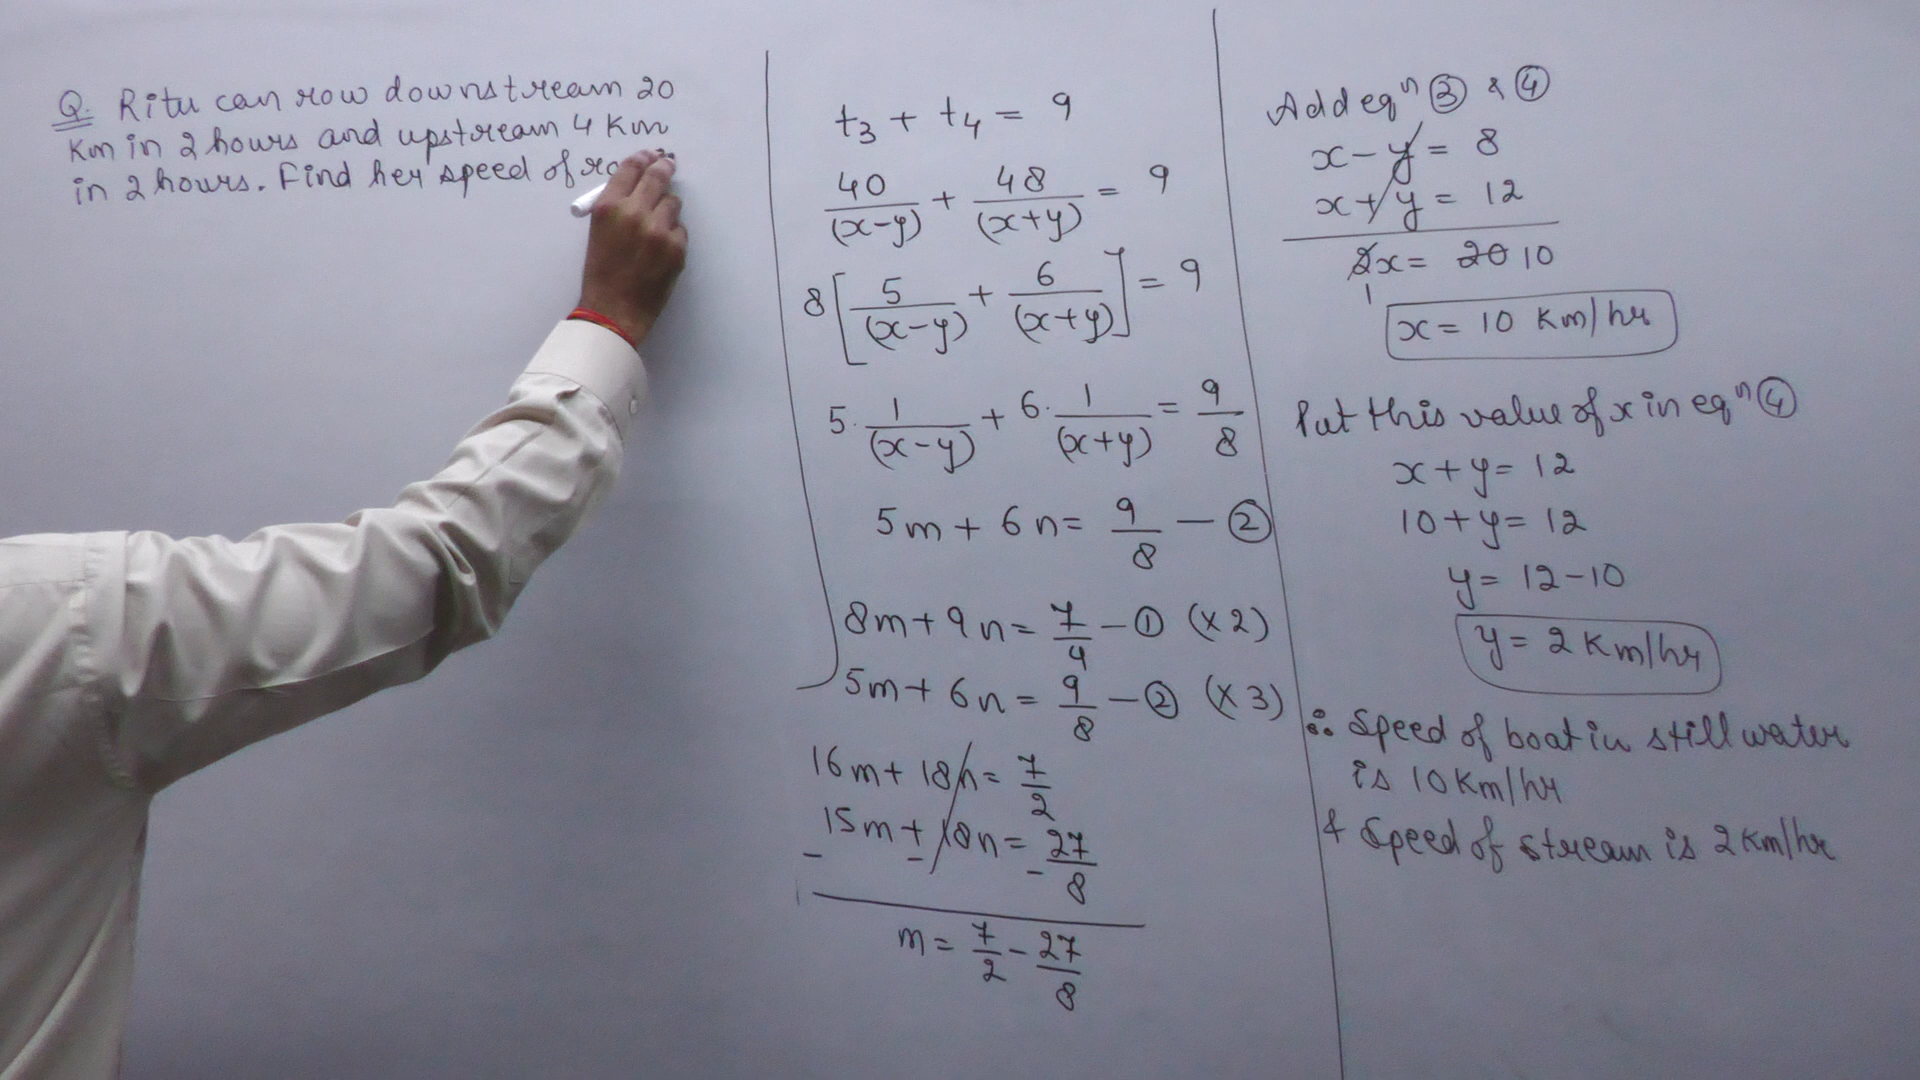 Q. Ritu can row downstream 20
Km in 2 hours and upstream 4 Km
in 2 hours. Find her speed of
t₃ + t₄ = 9
40/(x-y) + 48/(x+y) = 9
8[5/(x-y) + 6/(x+y)] = 9
5. 1/(x-y) + 6. 1/(x+y) = 9/8
5m + 6n = 9/8 — ②
8m + 9n = 7/4 — ① (×2)
5m + 6n = 9/8 — ② (×3)
16m + 18n = 7/2
15m + 18n = 27/8
- - -
m = 7/2 - 27/8
Add eqⁿ ③ & ④
x - y = 8
x + y = 12
2x = 20 10
1
x = 10 Km/hr
Put this value of x in eqⁿ ④
x + y = 12
10 + y = 12
y = 12-10
y = 2 Km/hr
∴ Speed of boat in still water
is 10 Km/hr
& Speed of stream is 2 Km/hr